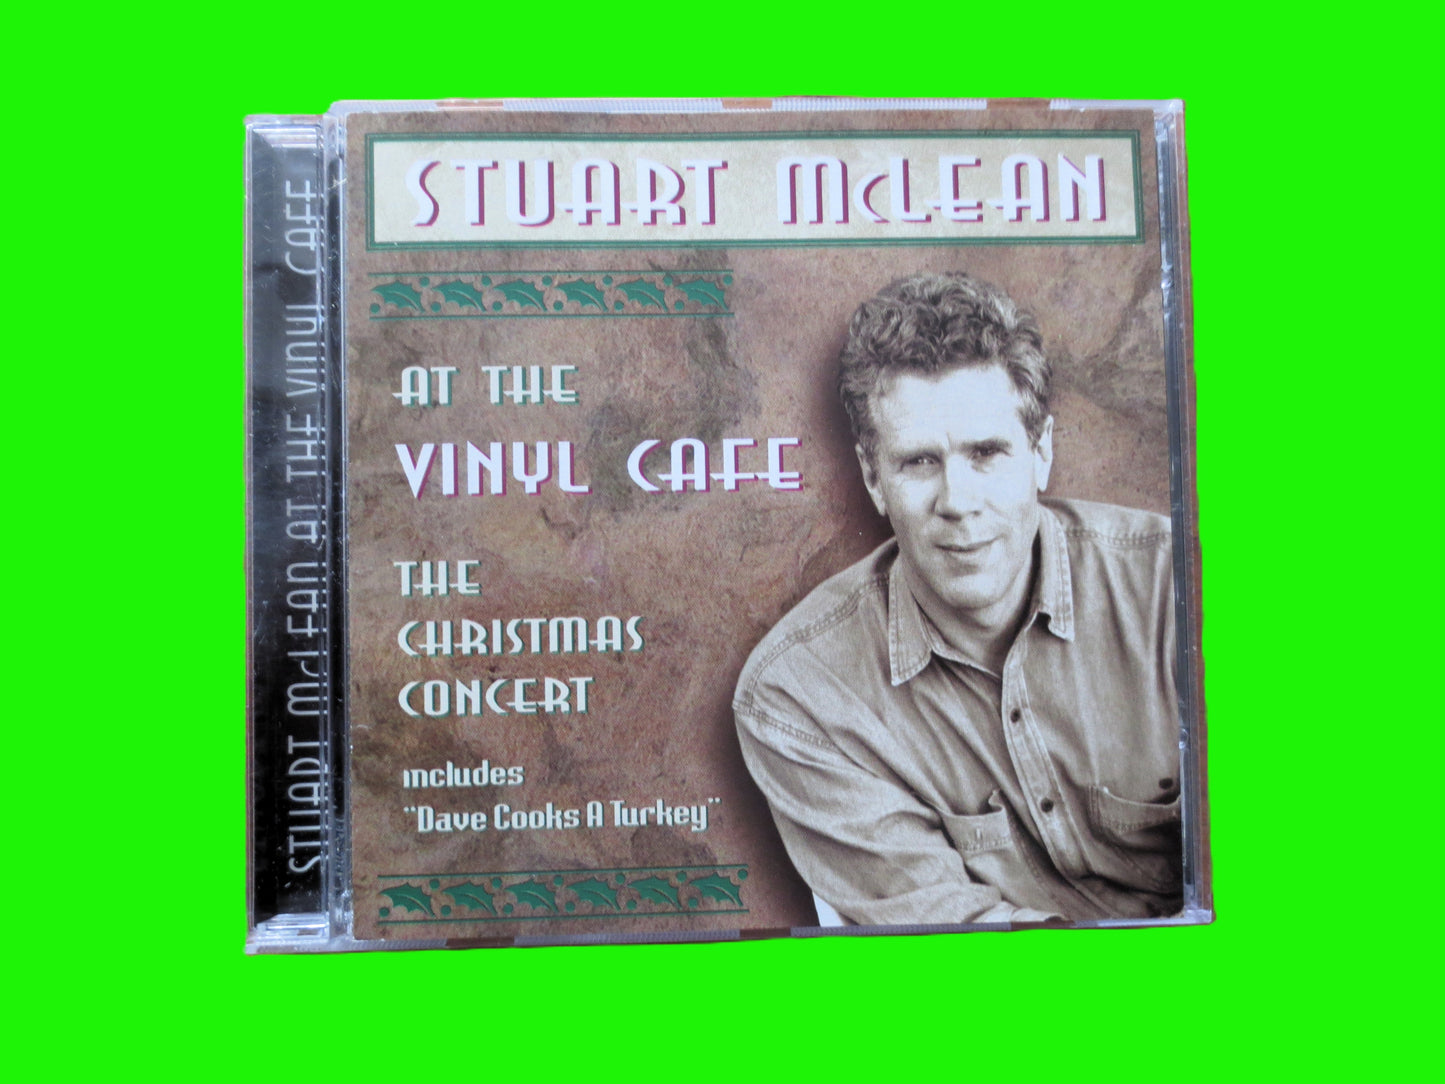 STUART McLEAN
AT THE
VINYL CAFE
THE
CHRISTMAS
CONCERT
includes
"Dave Cooks A Turkey"
STUART McLEAN AT THE VINYL CAFE